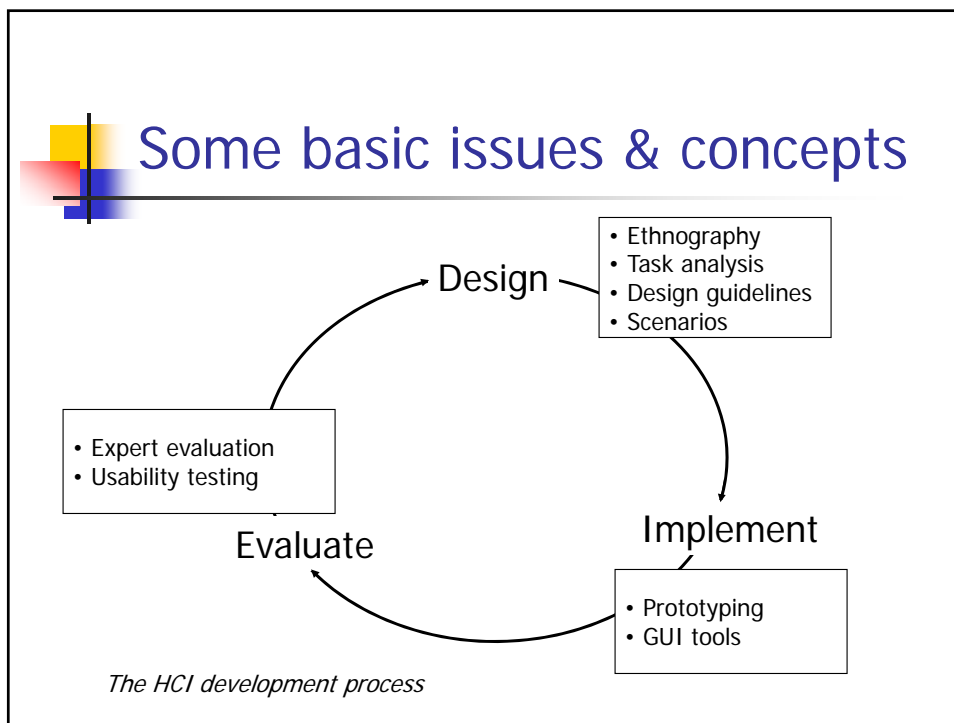 Some basic issues & concepts
Design
• Ethnography
• Task analysis
• Design guidelines
• Scenarios
Implement
• Prototyping
• GUI tools
Evaluate
• Expert evaluation
• Usability testing
The HCI development process